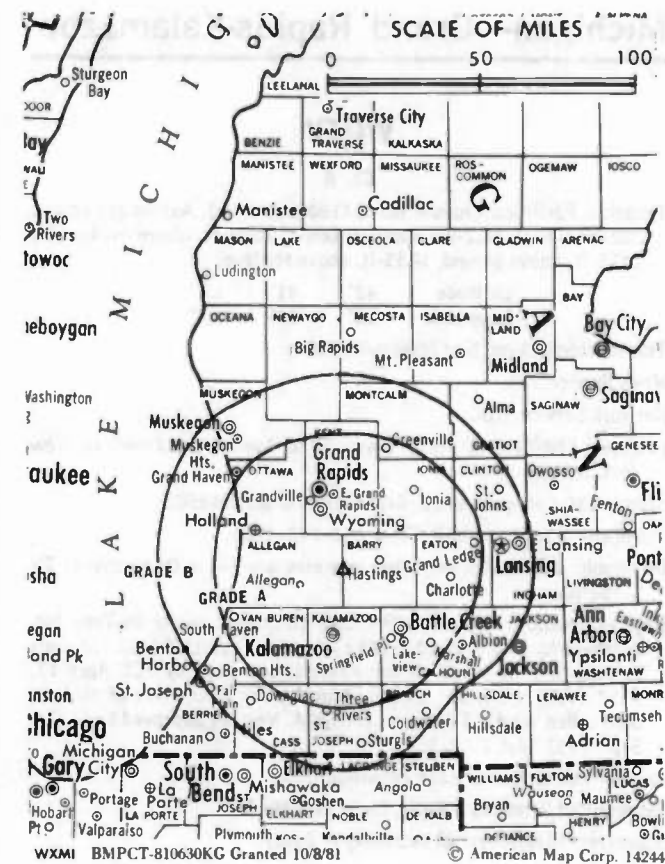 SCALE OF MILES
0 50 100
Sturgeon
Bay
LEELANAL
Traverse City
GRAND
TRAVERSE
BENZIE
KALKASKA
MANISTEE WEXFORD MISSAUKEE ROS-
COMMON
OGEMAW IOSCO
Manistee
Cadillac
Two
Rivers
MASON LAKE OSCEOLA CLARE GLADWIN ARENAC
Ludington
BAY
OCEANA NEWAYGO MECOSTA ISABELLA MID-
LAND
Bay City
Big Rapids
Mt. Pleasant
Midland
MUSKEGON
MONTCALM
Alma
SAGINAW
Saginaw
Muskegon
Muskegon
Hts.
KENT
Greenville
GRATIOT
GENESEE
Grand Haven
OTTAWA
Grand
Rapids
IONIA CLINTON
Owosso
Grandville
E. Grand
Rapids
Ionia
St.
Johns
Wyoming
SHIA-
WASSEE
Fenton
Holland
ALLEGAN BARRY EATON
E. Lansing
Lansing
Grand Ledge
Hastings
Allegan
Charlotte
INGHAM
LIVINGSTON
GRADE B
GRADE A
LAKE MICHIGAN
VAN BUREN KALAMAZOO
Battle Creek
JACKSON
Ann
Arbor
South
Haven
Kalamazoo
Springfield Pl.
Lake-
view
Marshall
Albion
CALHOUN
Jackson
Ypsilanti
WASHTENAW
Benton
Harbor
Benton Hts.
St. Joseph
Fair
Plain
Dowagiac
Three
Rivers
BRANCH
HILLSDALE LENAWEE MONR
BERRIEN
Coldwater
Hillsdale
Tecumseh
Buchanan
Niles
CASS ST. JOSEPH
Sturgis
Adrian
Chicago
Michigan
City
Gary
South
Bend
Elkhart
Mishawaka
LAGRANGE STEUBEN
WILLIAMS FULTON
Sylvania
LUCAS
Portage
La
Porte
ST
JOSEPH
Goshen
Angola
Wauseon
Maumee
Hobart
Valparaiso
LA PORTE
ELKHART
NOBLE
DE KALB
Bryan
HENRY
Plymouth
Kendallville
DEFIANCE
WXMI BMPCT-810630KG Granted 10/8/81
© American Map Corp. 14244